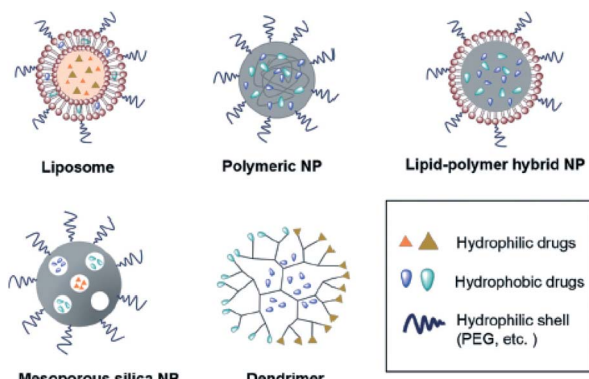 Liposome
Polymeric NP
Lipid-polymer hybrid NP
Mesoporous silica NP
Dendrimer
Hydrophilic drugs
Hydrophobic drugs
Hydrophilic shell
(PEG, etc. )